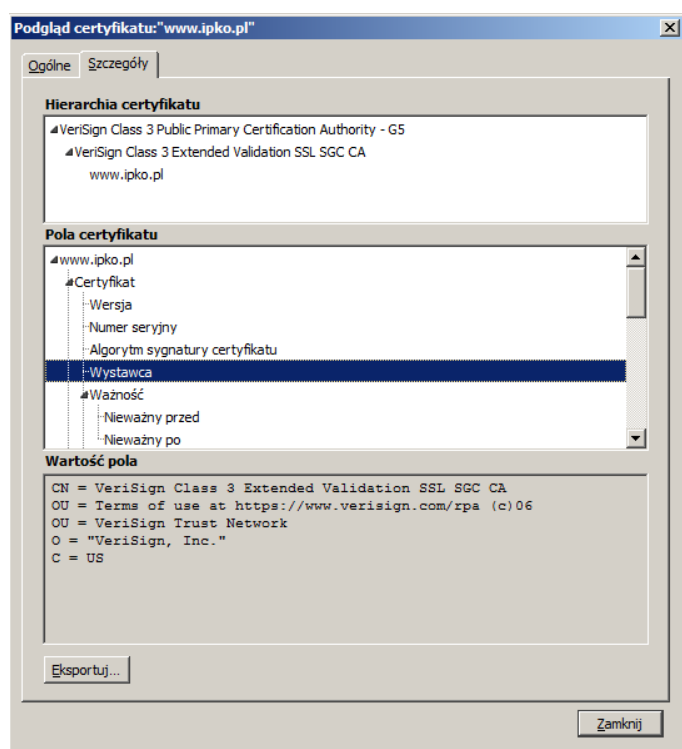 Podgląd certyfikatu:"www.ipko.pl"
Ogólne
Szczegóły
Hierarchia certyfikatu
VeriSign Class 3 Public Primary Certification Authority - G5
VeriSign Class 3 Extended Validation SSL SGC CA
www.ipko.pl
Pola certyfikatu
www.ipko.pl
Certyfikat
Wersja
Numer seryjny
Algorytm sygnatury certyfikatu
Wystawca
Ważność
Nieważny przed
Nieważny po
Wartość pola
CN = VeriSign Class 3 Extended Validation SSL SGC CA
OU = Terms of use at https://www.verisign.com/rpa (c)06
OU = VeriSign Trust Network
O = "VeriSign, Inc."
C = US
Eksportuj...
Zamknij